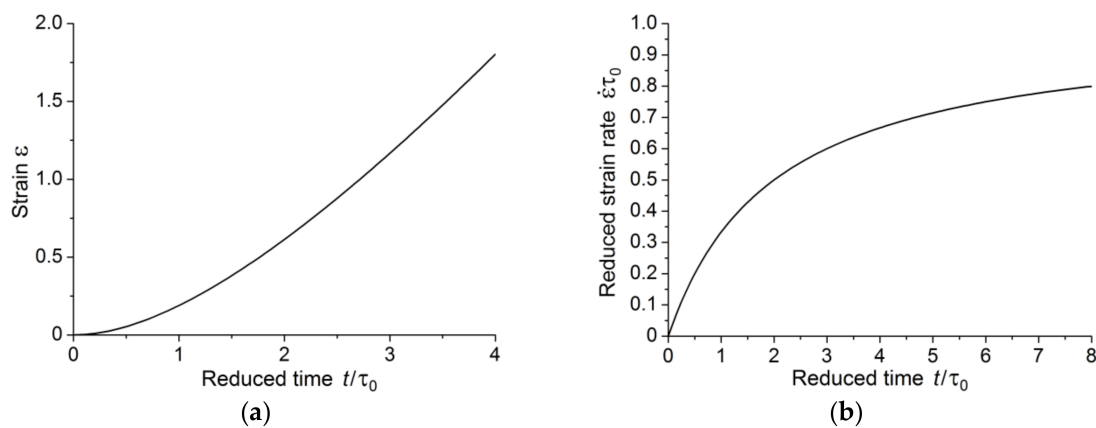 2.0
1.5
1.0
0.5
0
Strain ε
0 1 2 3 4
Reduced time t/τ0
(a)
1.0
0.9
0.8
0.7
0.6
0.5
0.4
0.3
0.2
0.1
0
Reduced strain rate ε̇τ0
0 1 2 3 4 5 6 7 8
Reduced time t/τ0
(b)